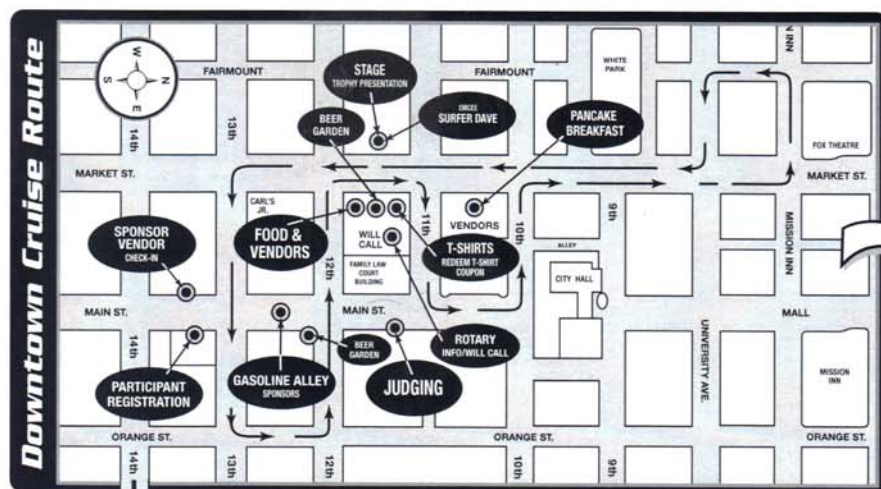 Downtown Cruise Route
W
N
S
E
14th
13th
FAIRMOUNT
STAGE
TROPHY PRESENTATION
EMCEE
SURFER DAVE
FAIRMOUNT
WHITE
PARK
MISSION INN
BEER
GARDEN
PANCAKE
BREAKFAST
FOX THEATRE
MARKET ST.
MARKET ST.
CARL'S
JR.
11th
VENDORS
10th
9th
SPONSOR
VENDOR
CHECK-IN
FOOD &
VENDORS
12th
WILL
CALL
FAMILY LAW
COURT
BUILDING
T-SHIRTS
REDEEM T-SHIRT
COUPON
ALLEY
CITY HALL
MISSION INN
MAIN ST.
MAIN ST.
MALL
14th
PARTICIPANT
REGISTRATION
GASOLINE ALLEY
SPONSORS
BEER
GARDEN
JUDGING
ROTARY
INFO/WILL CALL
UNIVERSITY AVE.
MISSION
INN
ORANGE ST.
ORANGE ST.
ORANGE ST.
14th
13th
12th
10th
9th